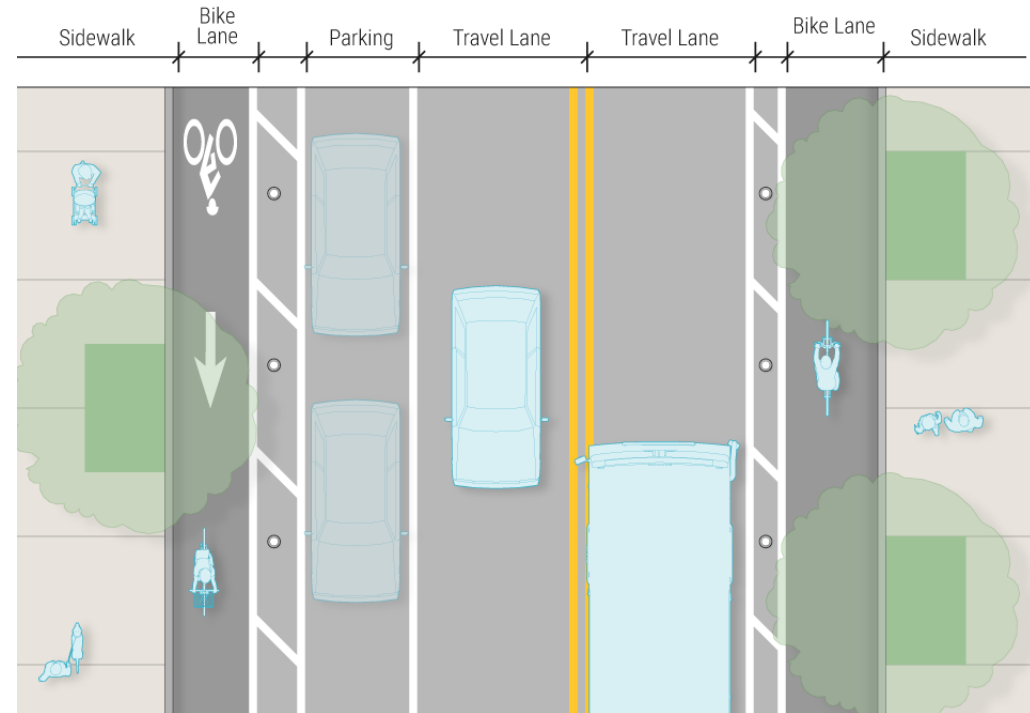 Sidewalk
Bike
Lane
Parking
Travel Lane
Travel Lane
Bike Lane
Sidewalk